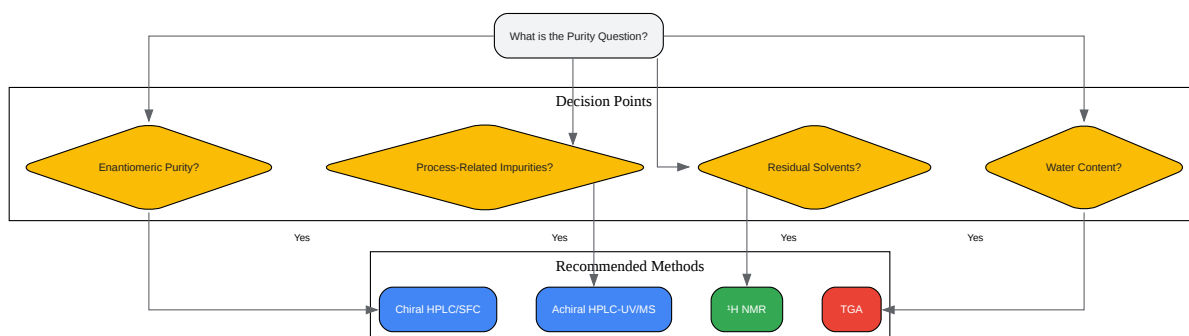 What is the Purity Question?
Decision Points
Enantiomeric Purity?
Process-Related Impurities?
Residual Solvents?
Water Content?
Yes
Yes
Yes
Yes
Recommended Methods
Chiral HPLC/SFC
Achiral HPLC-UV/MS
¹H NMR
TGA